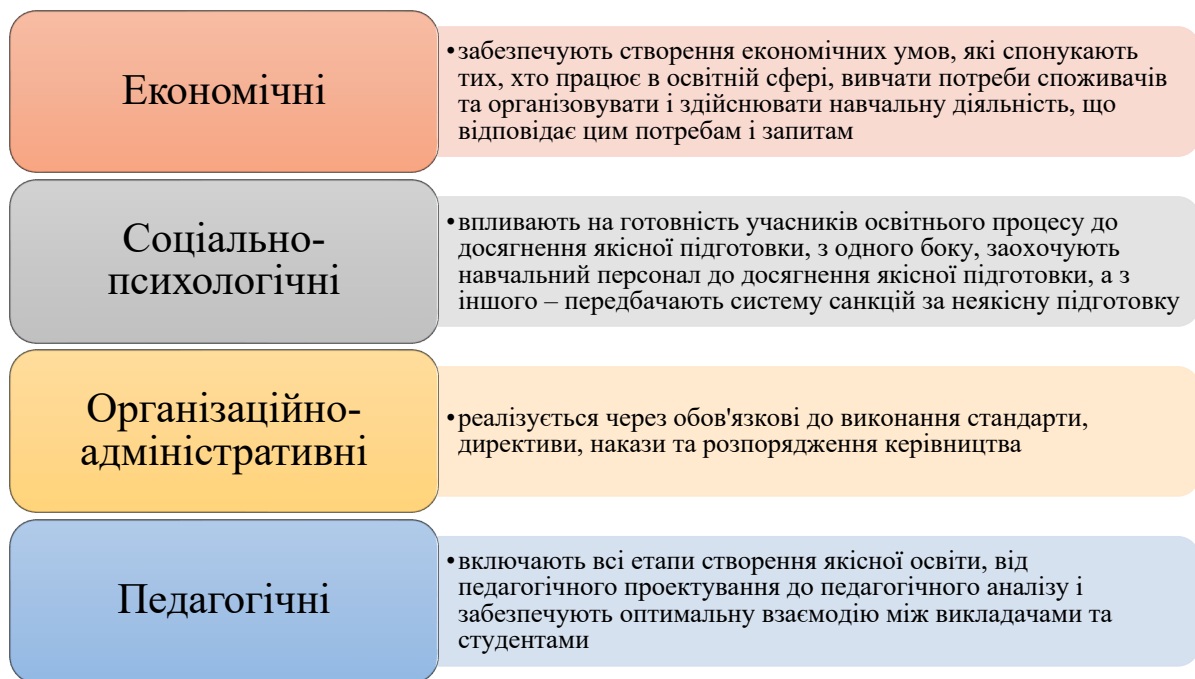 Економічні
•забезпечують створення економічних умов, які спонукають
тих, хто працює в освітній сфері, вивчати потреби споживачів
та організовувати і здійснювати навчальну діяльність, що
відповідає цим потребам і запитам
Соціально-
психологічні
•впливають на готовність учасників освітнього процесу до
досягнення якісної підготовки, з одного боку, заохочують
навчальний персонал до досягнення якісної підготовки, а з
іншого – передбачають систему санкцій за неякісну підготовку
Організаційно-
адміністративні
•реалізується через обов'язкові до виконання стандарти,
директиви, накази та розпорядження керівництва
Педагогічні
•включають всі етапи створення якісної освіти, від
педагогічного проектування до педагогічного аналізу і
забезпечують оптимальну взаємодію між викладачами та
студентами